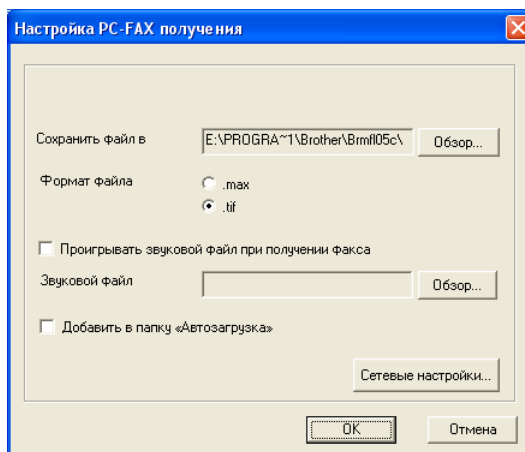 Настройка PC-FAX получения
Сохранить файл в E:\PROGRA~1\Brother\Brmfl05c\ Обзор...
Формат файла .max
.tif
Проигрывать звуковой файл при получении факса
Звуковой файл Обзор...
Добавить в папку «Автозагрузка»
Сетевые настройки...
OK Отмена